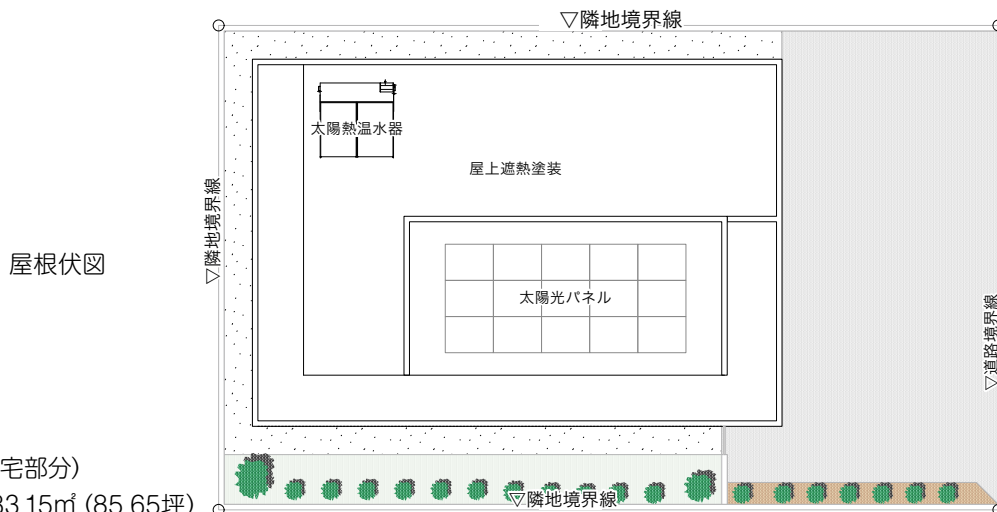 ▽隣地境界線
太陽熱温水器
屋上遮熱塗装
▽隣地境界線
屋根伏図
太陽光パネル
▽道路境界線
宅部分)
33.15㎡ (85.65坪)
▽隣地境界線